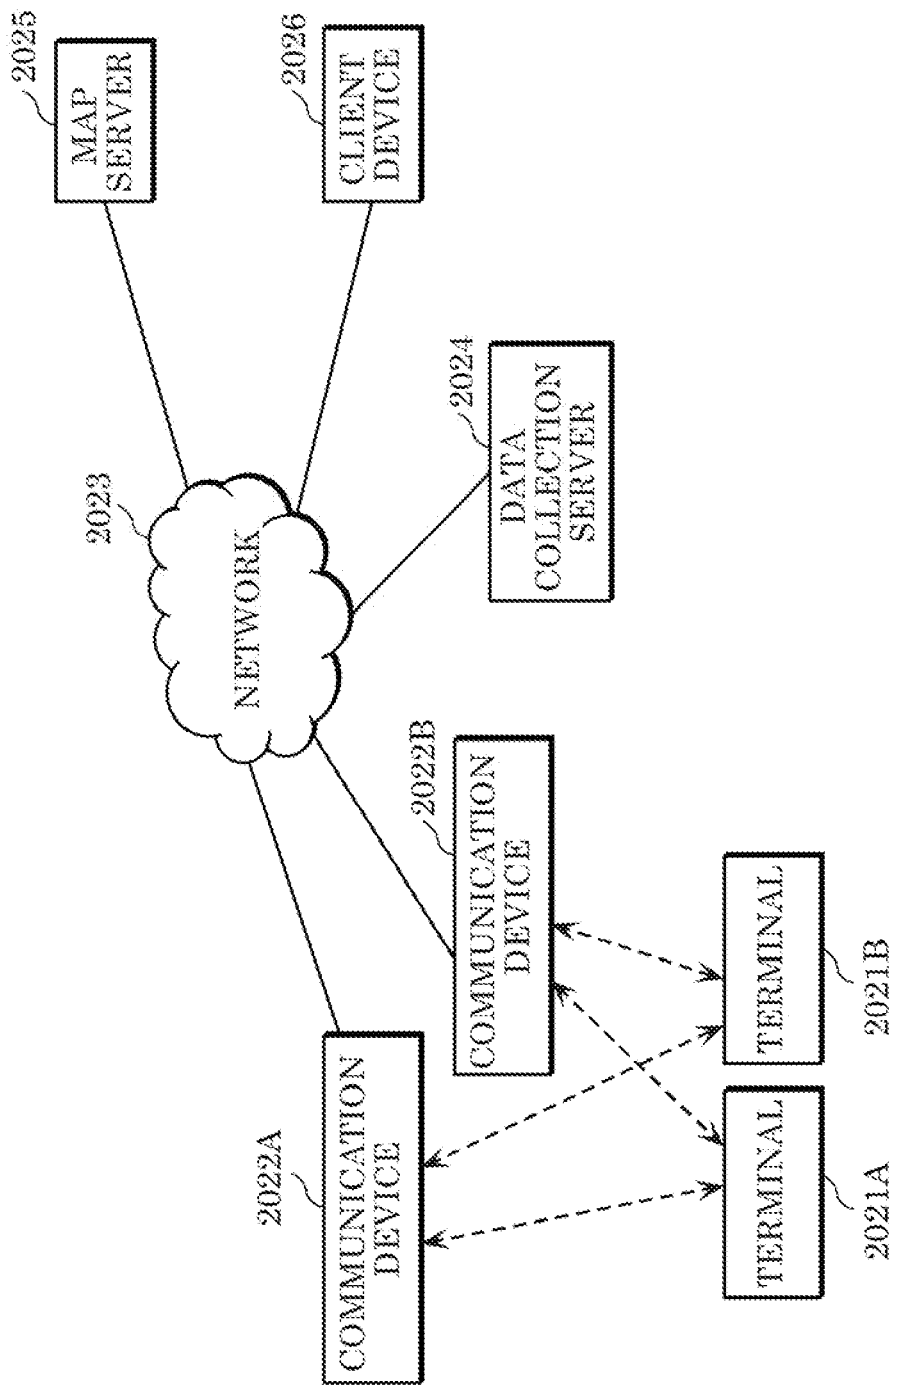 2022A
COMMUNICATION
DEVICE
2023
NETWORK
2025
MAP
SERVER
2026
CLIENT
DEVICE
2022B
COMMUNICATION
DEVICE
2024
DATA
COLLECTION
SERVER
TERMINAL
2021A
TERMINAL
2021B